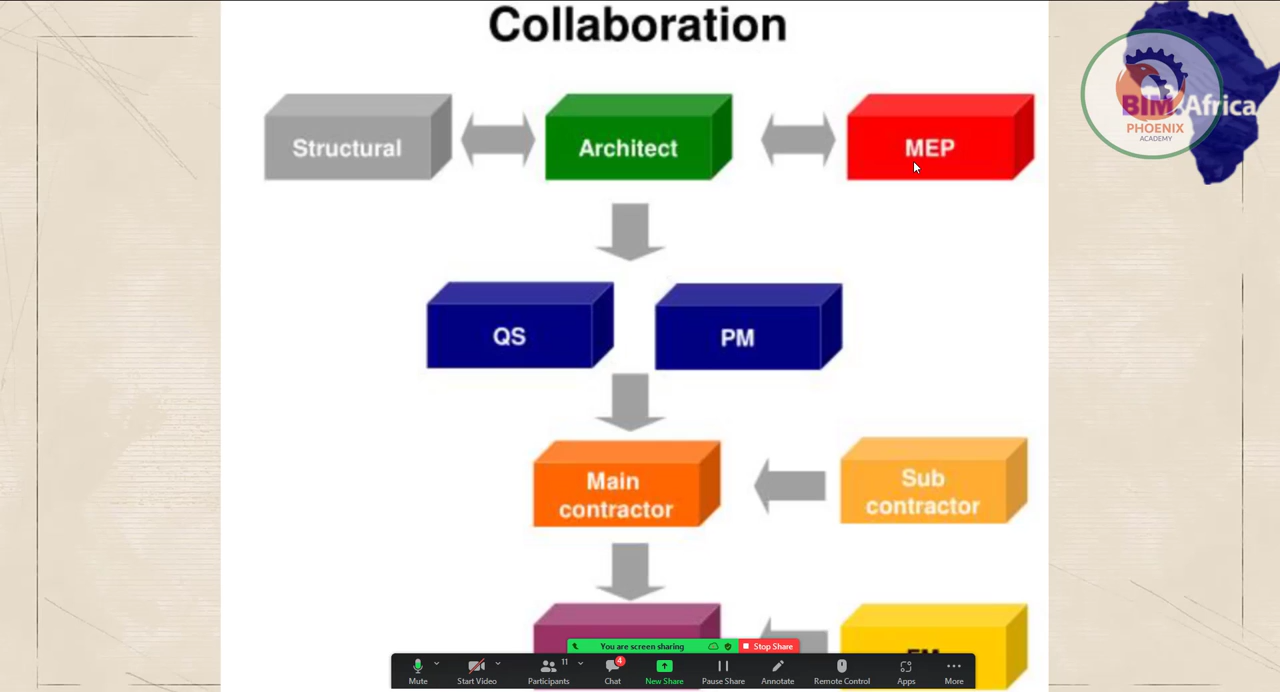 Collaboration
BIM Africa
PHOENIX
ACADEMY
Structural
Architect
MEP
QS
PM
Main
contractor
Sub
contractor
You are screen sharing
Stop Share
Mute
Start Video
Participants
11
Chat
4
New Share
Pause Share
Annotate
Remote Control
Apps
More